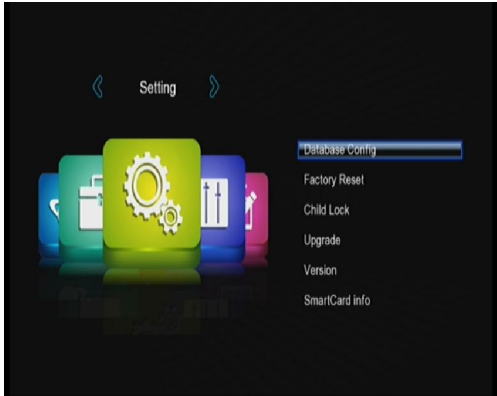 Setting
Database Config
Factory Reset
Child Lock
Upgrade
Version
SmartCard info